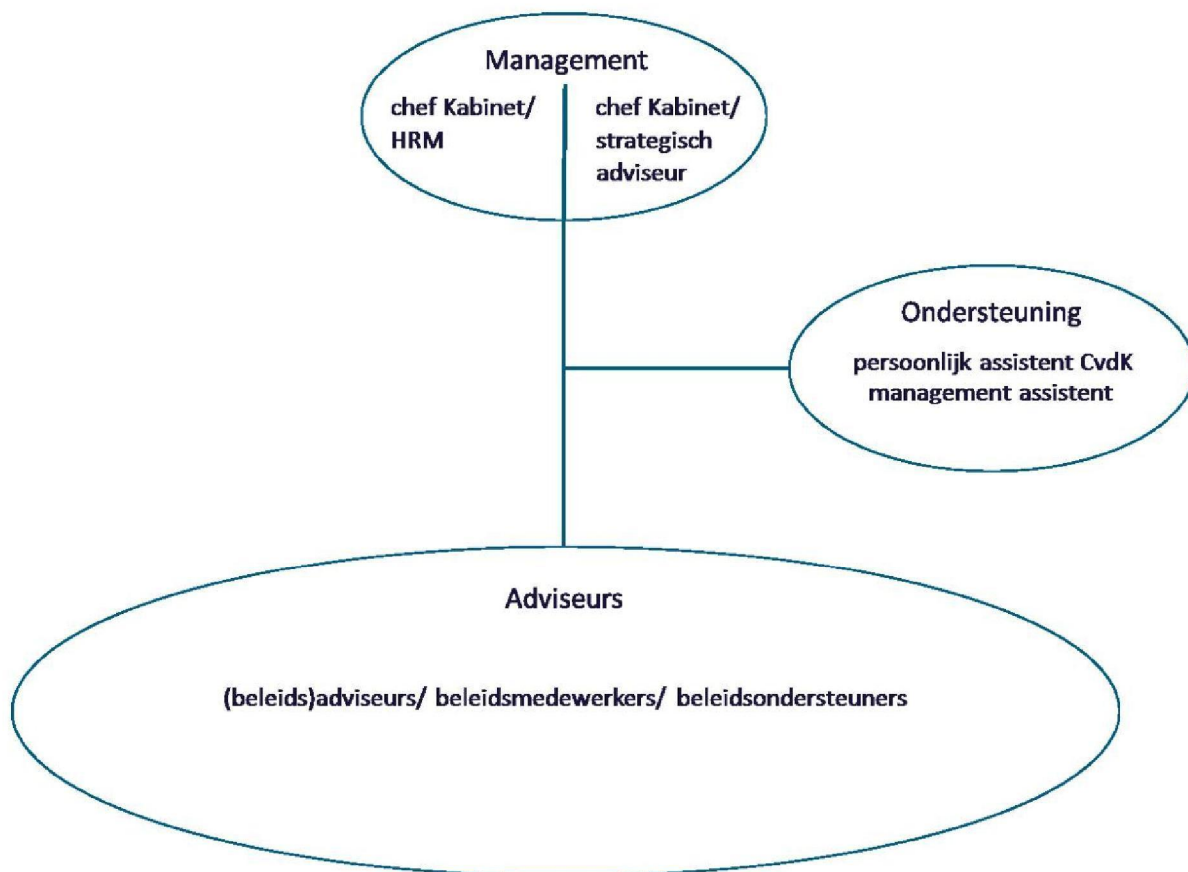 Management
chef Kabinet/
HRM
chef Kabinet/
strategisch
adviseur
Ondersteuning
persoonlijk assistent CvdK
management assistent
Adviseurs
(beleids)adviseurs/ beleidsmedewerkers/ beleidsondersteuners